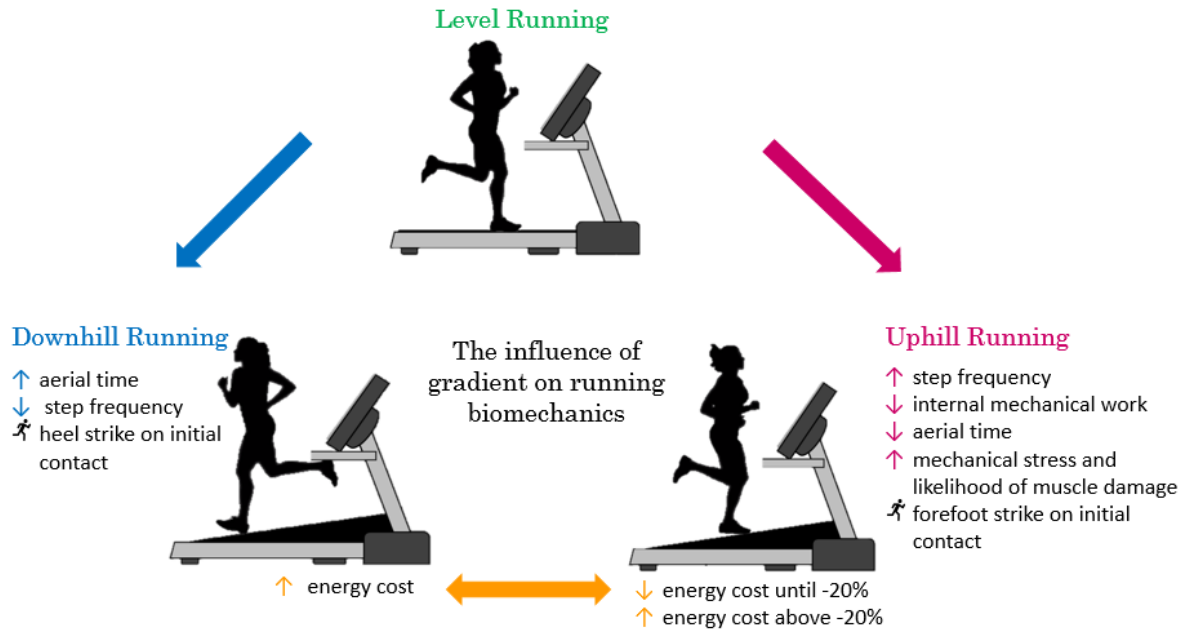 Level Running
Downhill Running
↑ aerial time
↓ step frequency
heel strike on initial
contact
The influence of
gradient on running
biomechanics
Uphill Running
↑ step frequency
↓ internal mechanical work
↓ aerial time
↑ mechanical stress and
likelihood of muscle damage
forefoot strike on initial
contact
↑ energy cost
↓ energy cost until -20%
↑ energy cost above -20%